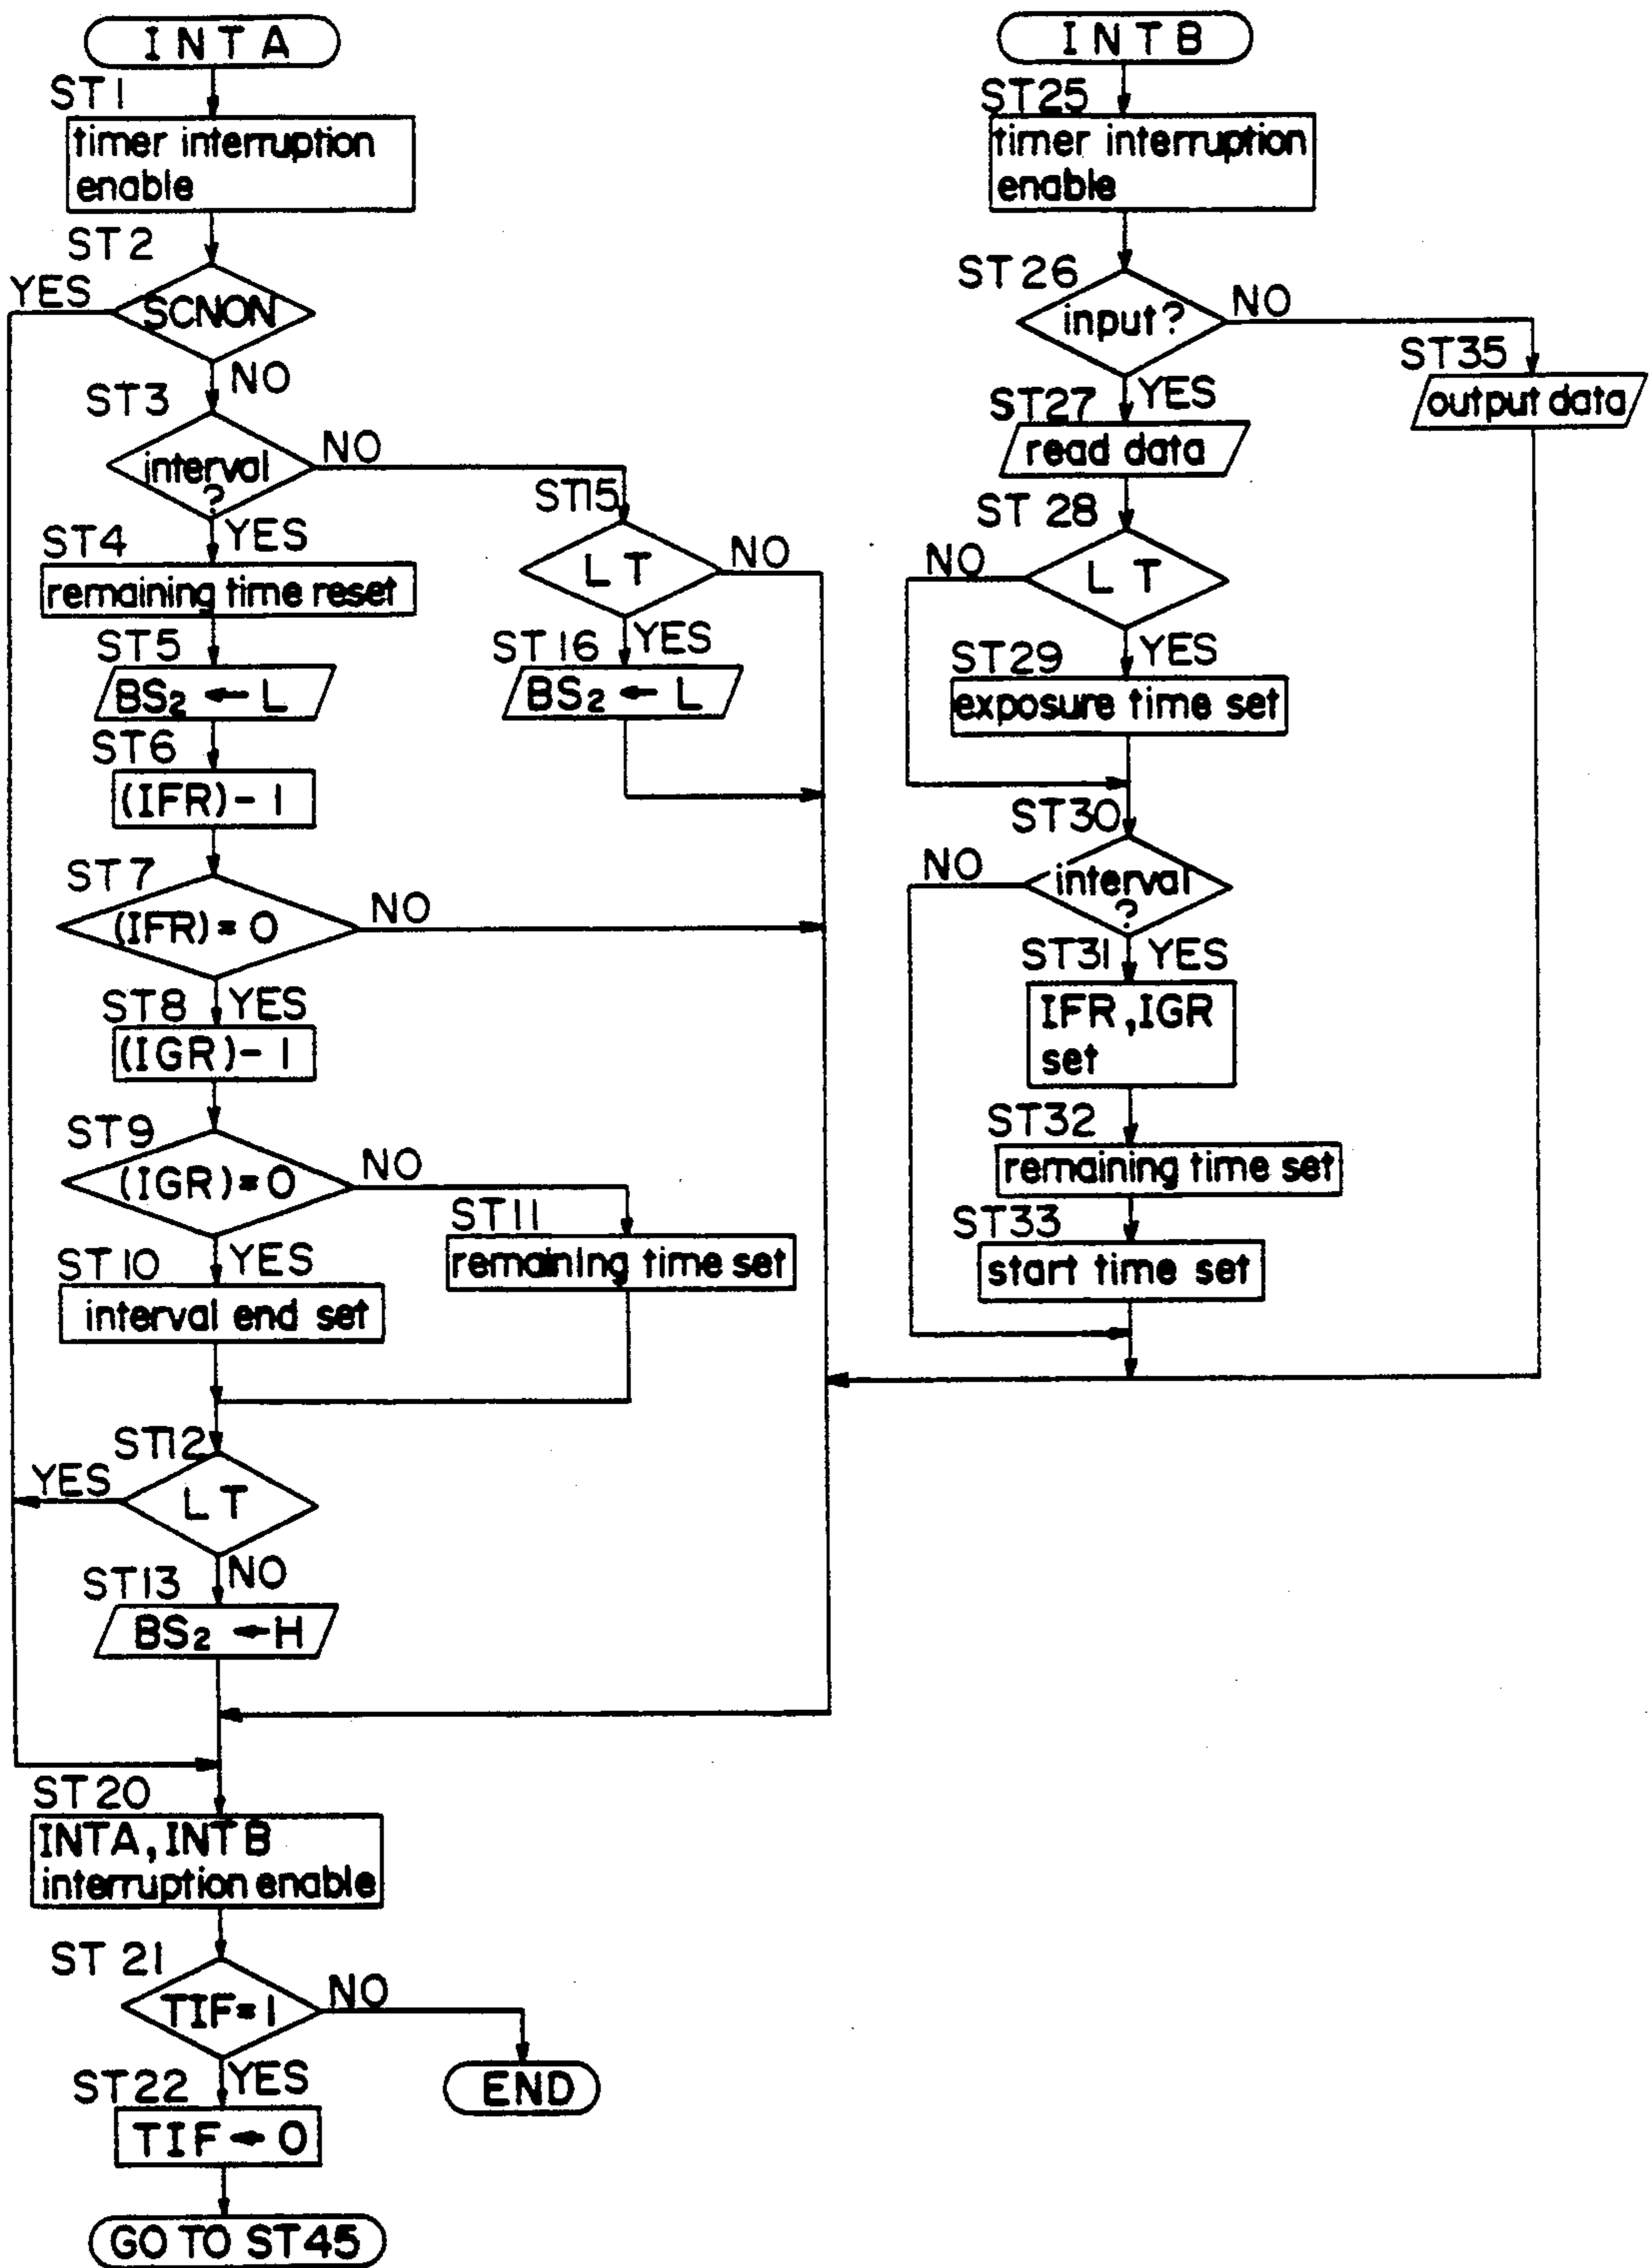 INTA
ST1
timer interruption
enable
ST2
YES
SCNON
NO
ST3
interval
?
NO
YES
ST4
remaining time reset
ST5
BS2 ← L
ST6
(IFR)-1
ST7
(IFR)=0
NO
YES
ST8
(IGR)-1
ST9
(IGR)=0
NO
YES
ST10
interval end set
ST11
remaining time set
ST12
YES
LT
NO
ST13
BS2 ← H
ST15
LT
NO
YES
ST16
BS2 ← L
ST20
INTA, INTB
interruption enable
ST21
TIF=1
NO
END
YES
ST22
TIF ← 0
GO TO ST45
INTB
ST25
timer interruption
enable
ST26
input?
NO
YES
ST27
read data
ST28
NO
LT
YES
ST29
exposure time set
ST30
NO
interval
?
ST31
YES
IFR, IGR
set
ST32
remaining time set
ST33
start time set
ST35
output data